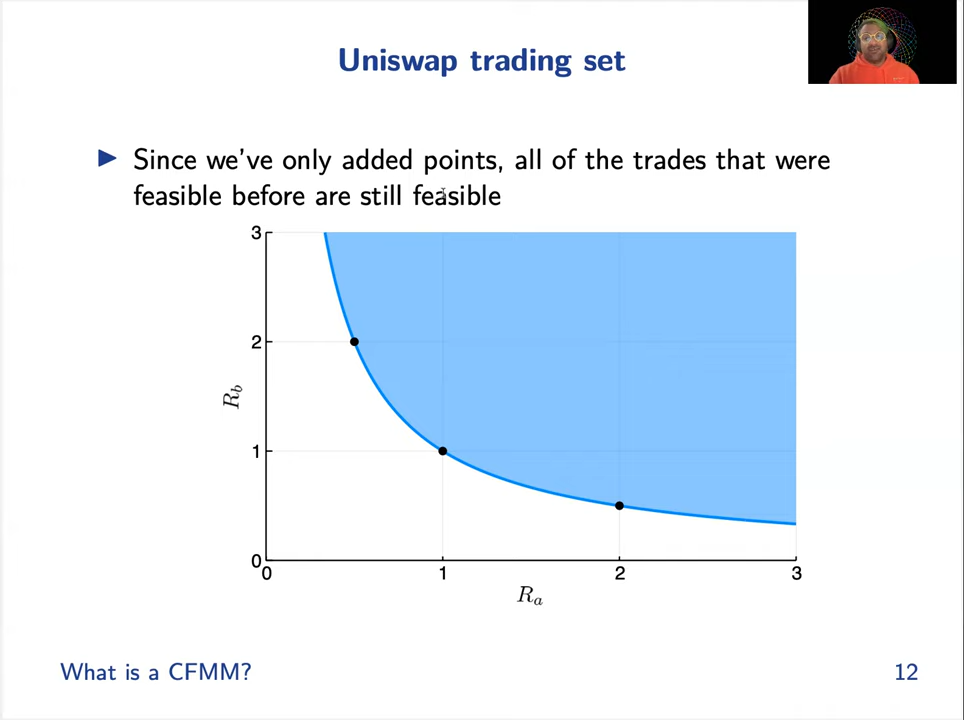 Uniswap trading set
▶ Since we've only added points, all of the trades that were
feasible before are still feasible
3
2
R_b
1
0
0 1 2 3
R_a
What is a CFMM? 12